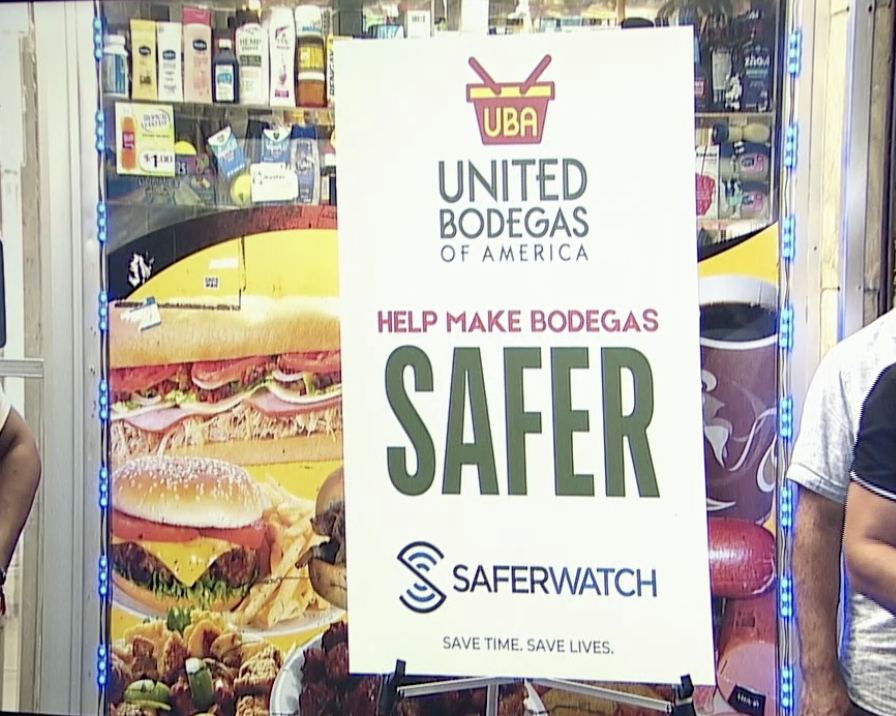 UBA
UNITED
BODEGAS
OF AMERICA
HELP MAKE BODEGAS
SAFER
SAFERWATCH
SAVE TIME. SAVE LIVES.
$1.00